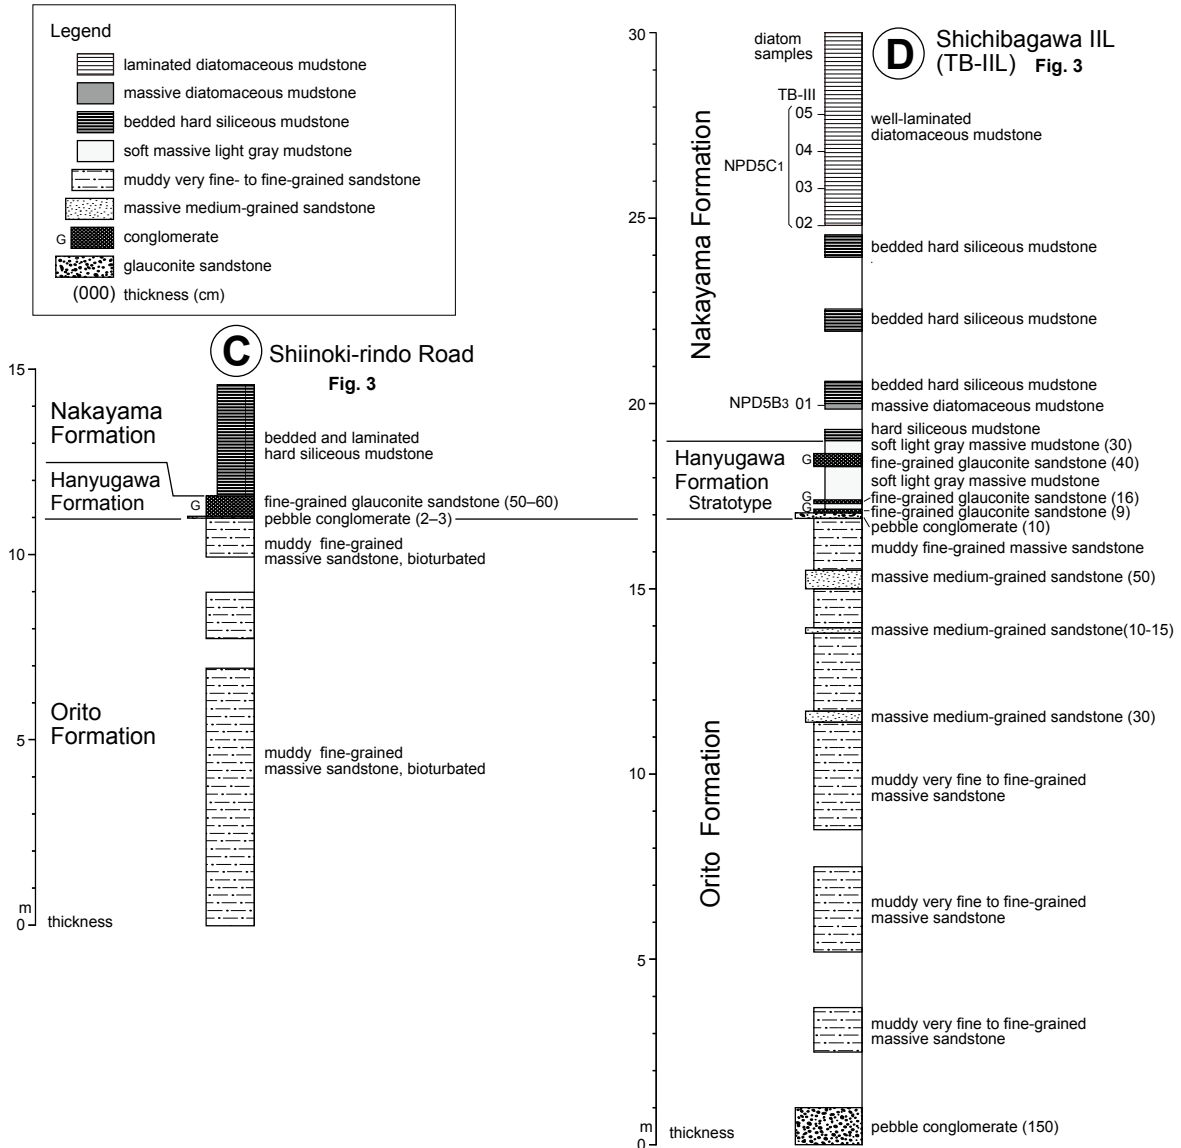 Legend
laminated diatomaceous mudstone
massive diatomaceous mudstone
bedded hard siliceous mudstone
soft massive light gray mudstone
muddy very fine- to fine-grained sandstone
massive medium-grained sandstone
G conglomerate
glauconite sandstone
(000) thickness (cm)
C Shiinoki-rindo Road
Fig. 3
15
10
5
m
0
thickness
Nakayama
Formation
Hanyugawa
Formation
Orito
Formation
G
bedded and laminated
hard siliceous mudstone
fine-grained glauconite sandstone (50–60)
pebble conglomerate (2–3)
muddy fine-grained
massive sandstone, bioturbated
muddy fine-grained
massive sandstone, bioturbated
D Shichibagawa IIL
(TB-IIL) Fig. 3
30
25
20
15
10
5
m
0
thickness
diatom
samples
TB-III
05
04
NPD5C1
03
02
NPD5B3 01
Nakayama Formation
Hanyugawa
Formation
Stratotype
Orito Formation
G
G
G
well-laminated
diatomaceous mudstone
bedded hard siliceous mudstone
bedded hard siliceous mudstone
bedded hard siliceous mudstone
massive diatomaceous mudstone
hard siliceous mudstone
soft light gray massive mudstone (30)
fine-grained glauconite sandstone (40)
soft light gray massive mudstone
fine-grained glauconite sandstone (16)
fine-grained glauconite sandstone (9)
pebble conglomerate (10)
muddy fine-grained massive sandstone
massive medium-grained sandstone (50)
massive medium-grained sandstone(10-15)
massive medium-grained sandstone (30)
muddy very fine to fine-grained
massive sandstone
muddy very fine to fine-grained
massive sandstone
muddy very fine to fine-grained
massive sandstone
pebble conglomerate (150)